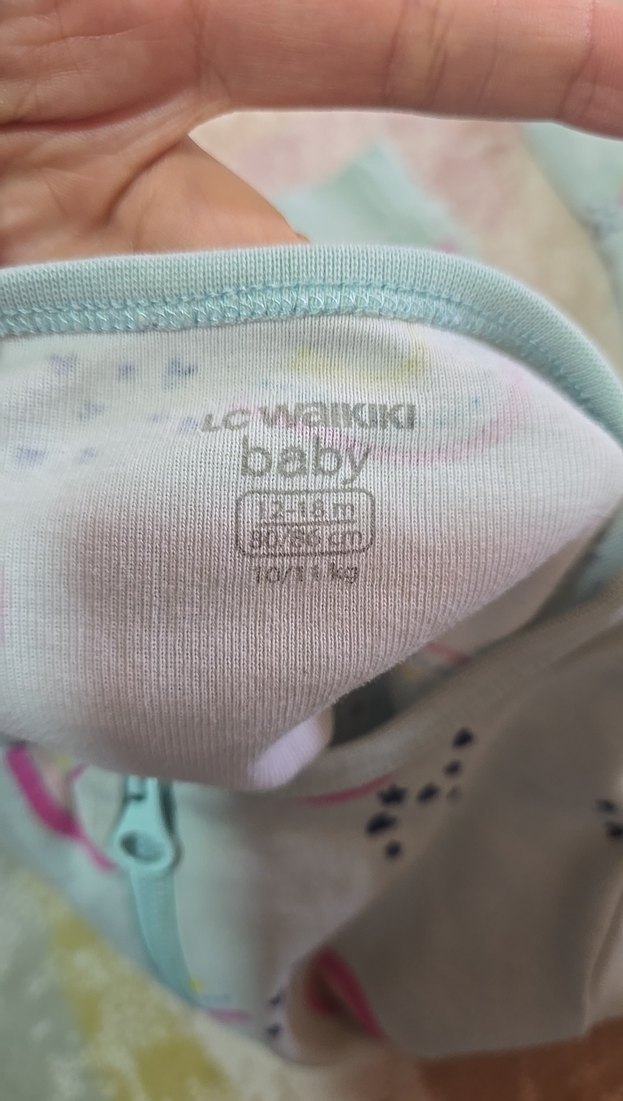 LC Waikiki
baby
12-18 m
80/86 cm
10/11 kg